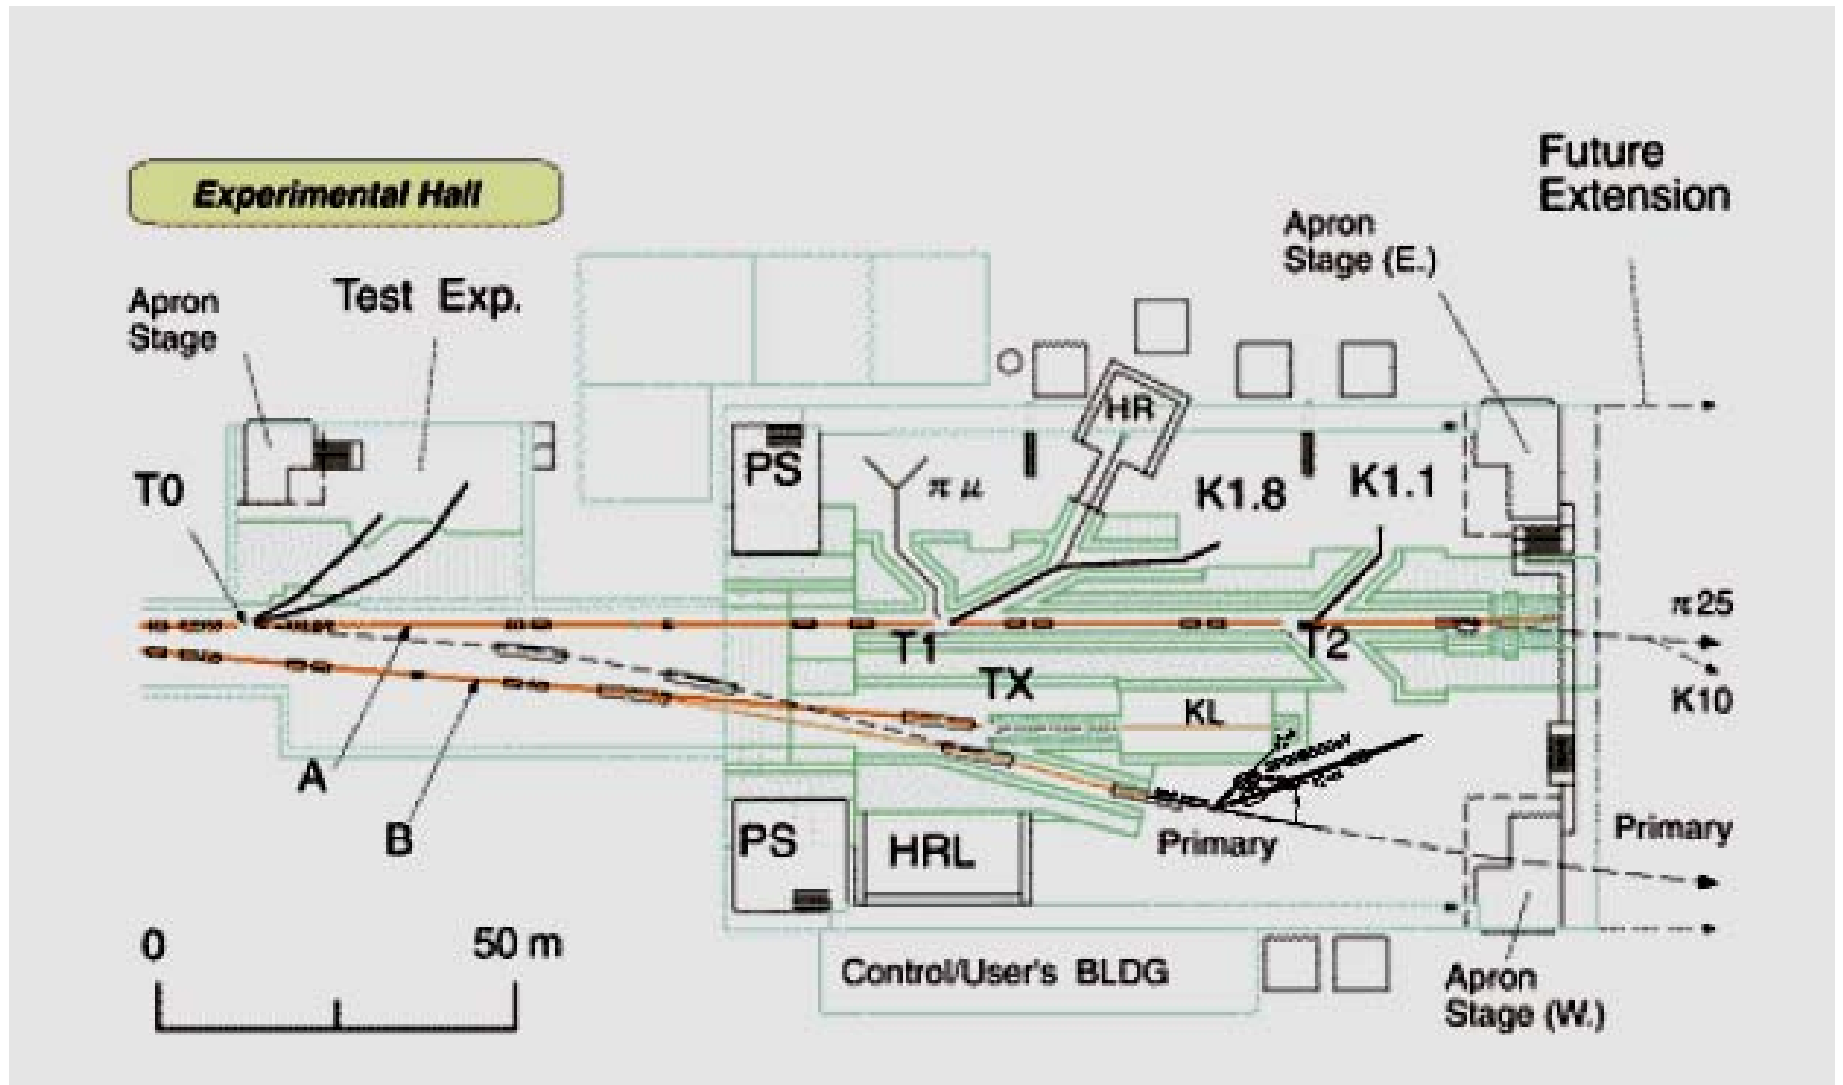 Future
Extension
Experimental Hall
Apron
Stage (E.)
Test Exp.
Apron
Stage
HR
PS
π μ
K1.8
K1.1
T0
π25
T1
T2
TX
K10
KL
A
B
PS
HRL
Primary
Primary
0
50 m
Control/User's BLDG
Apron
Stage (W.)